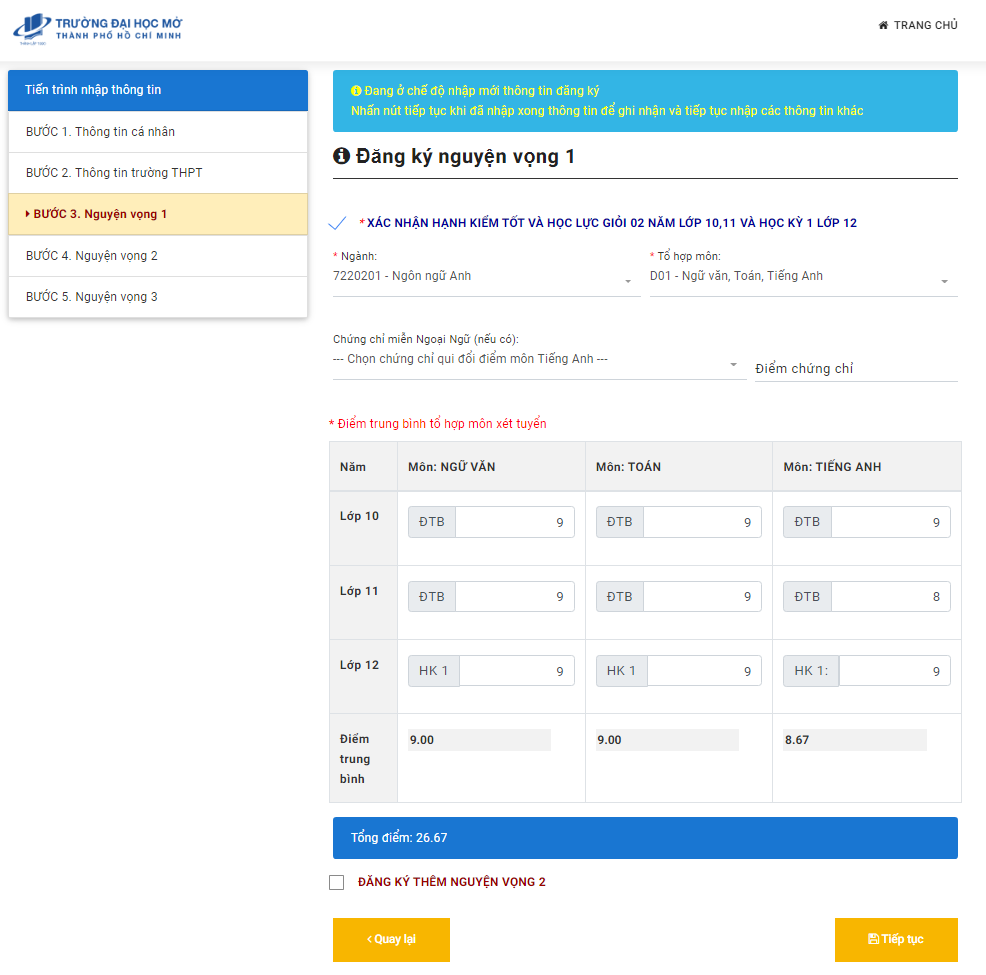 TRƯỜNG ĐẠI HỌC MỞ
THÀNH PHỐ HỒ CHÍ MINH
TRANG CHỦ
Tiến trình nhập thông tin
BƯỚC 1. Thông tin cá nhân
BƯỚC 2. Thông tin trường THPT
BƯỚC 3. Nguyện vọng 1
BƯỚC 4. Nguyện vọng 2
BƯỚC 5. Nguyện vọng 3
Đang ở chế độ nhập mới thông tin đăng ký
Nhấn nút tiếp tục khi đã nhập xong thông tin để ghi nhận và tiếp tục nhập các thông tin khác
Đăng ký nguyện vọng 1
* XÁC NHẬN HẠNH KIỂM TỐT VÀ HỌC LỰC GIỎI 02 NĂM LỚP 10,11 VÀ HỌC KỲ 1 LỚP 12
* Ngành: * Tổ hợp môn:
7220201 - Ngôn ngữ Anh D01 - Ngữ văn, Toán, Tiếng Anh
Chứng chỉ miễn Ngoại Ngữ (nếu có):
--- Chọn chứng chỉ qui đổi điểm môn Tiếng Anh --- Điểm chứng chỉ
* Điểm trung bình tổ hợp môn xét tuyển
Năm Môn: NGỮ VĂN Môn: TOÁN Môn: TIẾNG ANH
Lớp 10 ĐTB 9 ĐTB 9 ĐTB 9
Lớp 11 ĐTB 9 ĐTB 9 ĐTB 8
Lớp 12 HK 1 9 HK 1 9 HK 1: 9
Điểm trung bình 9.00 9.00 8.67
Tổng điểm: 26.67
ĐĂNG KÝ THÊM NGUYỆN VỌNG 2
Quay lại Tiếp tục